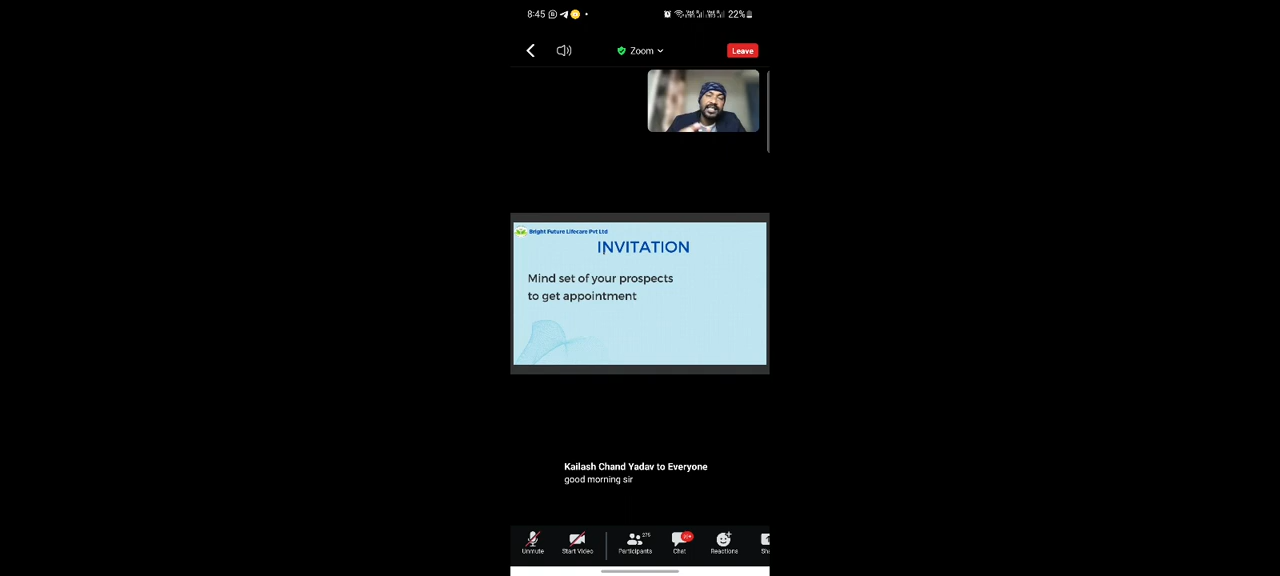 8:45
22%
Zoom
Leave
Bright Future Lifecare Pvt Ltd
INVITATION
Mind set of your prospects
to get appointment
Kailash Chand Yadav to Everyone
good morning sir
Unmute
Start Video
Participants
Chat
Reactions